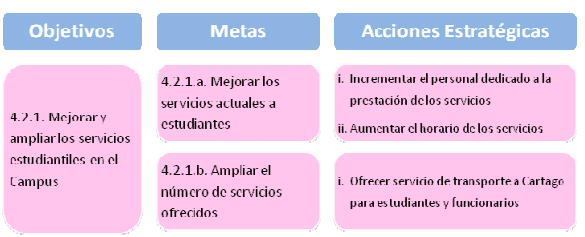 Objetivos
Metas
Acciones Estratégicas
4.2.1. Mejorar y
ampliar los servicios
estudiantiles en el
Campus
4.2.1.a. Mejorar los
servicios actuales a
estudiantes
i. Incrementar el personal dedicado a la
prestación de los servicios
ii. Aumentar el horario de los servicios
4.2.1.b. Ampliar el
número de servicios
ofrecidos
i. Ofrecer servicio de transporte a Cartago
para estudiantes y funcionarios